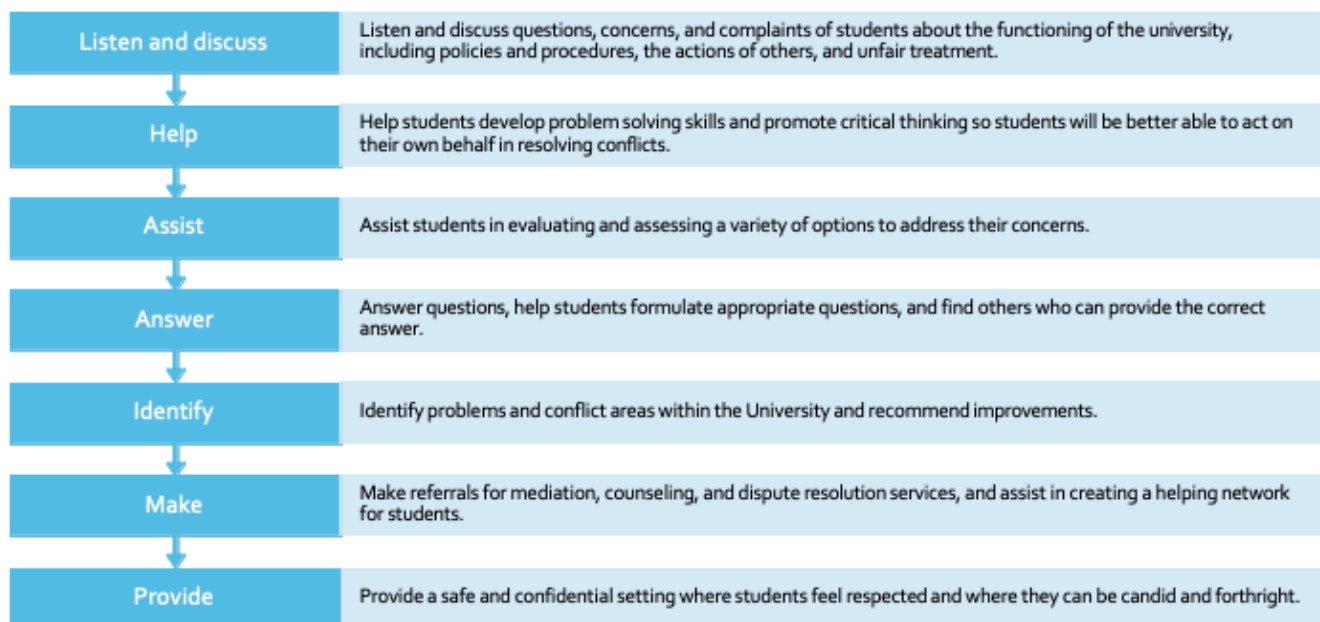 Listen and discuss
Listen and discuss questions, concerns, and complaints of students about the functioning of the university,
including policies and procedures, the actions of others, and unfair treatment.
Help
Help students develop problem solving skills and promote critical thinking so students will be better able to act on
their own behalf in resolving conflicts.
Assist
Assist students in evaluating and assessing a variety of options to address their concerns.
Answer
Answer questions, help students formulate appropriate questions, and find others who can provide the correct
answer.
Identify
Identify problems and conflict areas within the University and recommend improvements.
Make
Make referrals for mediation, counseling, and dispute resolution services, and assist in creating a helping network
for students.
Provide
Provide a safe and confidential setting where students feel respected and where they can be candid and forthright.